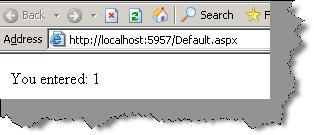 Back Search F
Address http://localhost:5957/Default.aspx
You entered: 1